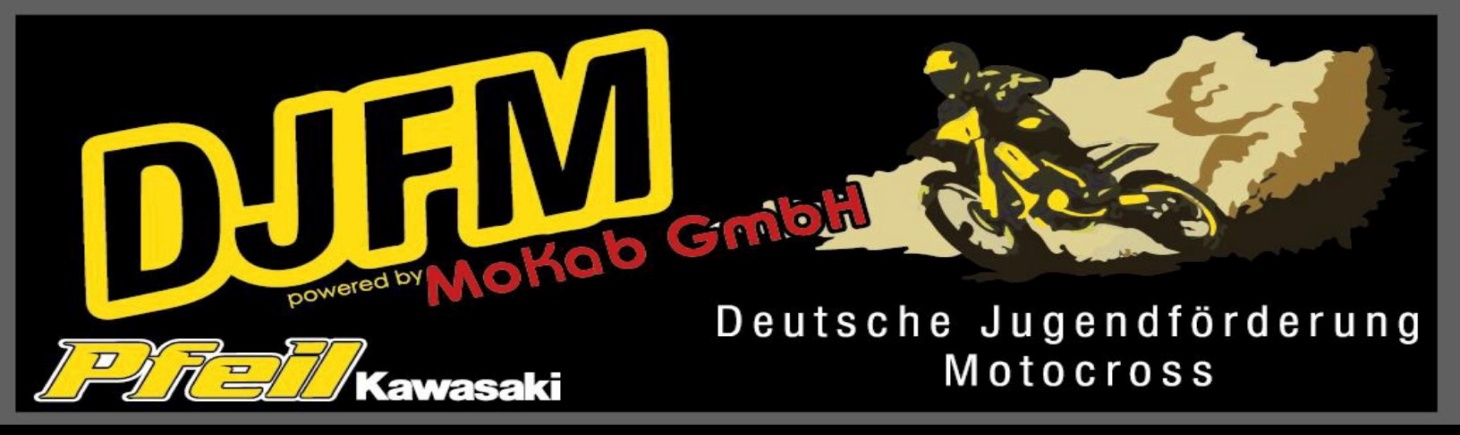 DJFM
powered by MoKab GmbH
Deutsche Jugendförderung
Motocross
Pfeil Kawasaki